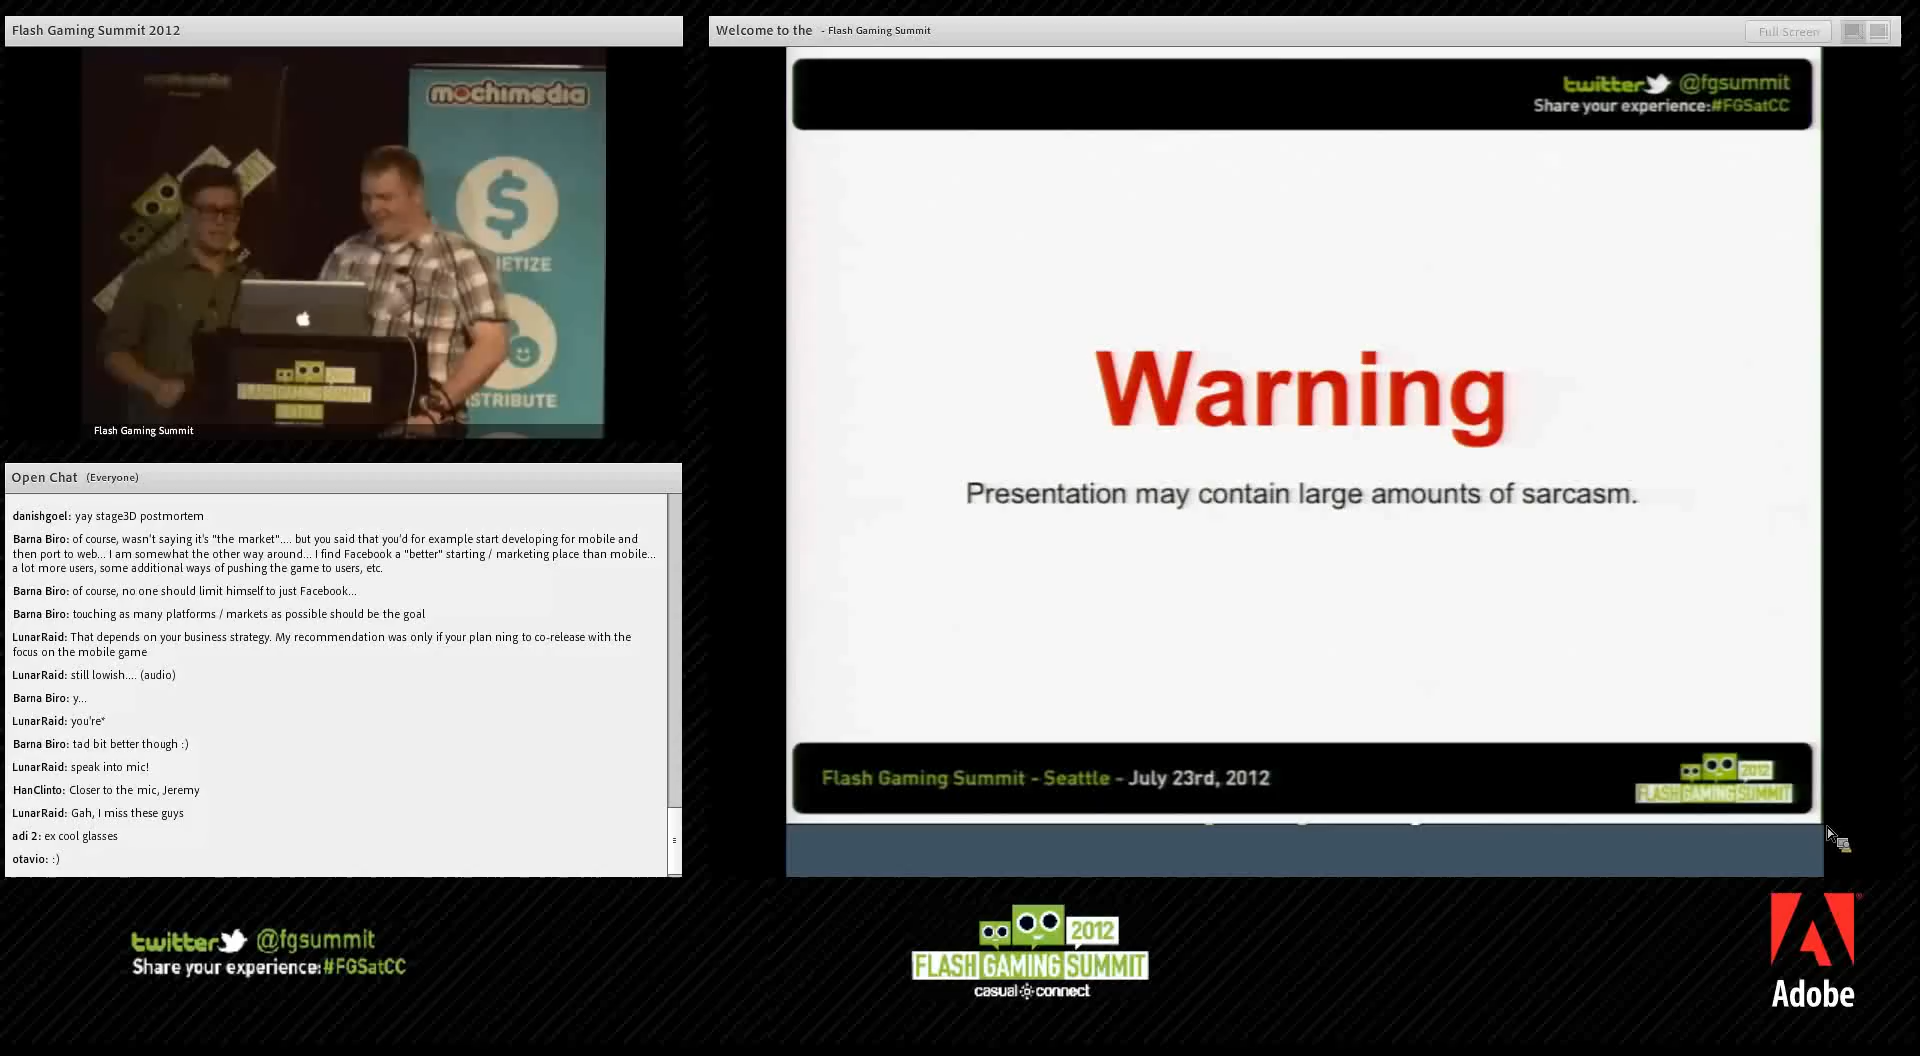 Flash Gaming Summit 2012
mochimedia
ETIZE
STRIBUTE
FLASH GAMING SUMMIT
SEATTLE
Flash Gaming Summit
Open Chat (Everyone)
danishgoel: yay stage3D postmortem
Barna Biro: of course, wasn't saying it's "the market".... but you said that you'd for example start developing for mobile and
then port to web... I am somewhat the other way around... I find Facebook a "better" starting / marketing place than mobile...
a lot more users, some additional ways of pushing the game to users, etc.
Barna Biro: of course, no one should limit himself to just Facebook...
Barna Biro: touching as many platforms / markets as possible should be the goal
LunarRaid: That depends on your business strategy. My recommendation was only if your plan ning to co-release with the
focus on the mobile game
LunarRaid: still lowish.... (audio)
Barna Biro: y...
LunarRaid: you're*
Barna Biro: tad bit better though :)
LunarRaid: speak into mic!
HanClinto: Closer to the mic, Jeremy
LunarRaid: Gah, I miss these guys
adi 2: ex cool glasses
otavio: :)
Welcome to the - Flash Gaming Summit
Full Screen
twitter @fgsummit
Share your experience:#FGSatCC
Warning
Presentation may contain large amounts of sarcasm.
Flash Gaming Summit - Seattle - July 23rd, 2012
2012
FLASH GAMING SUMMIT
twitter @fgsummit
Share your experience:#FGSatCC
2012
FLASH GAMING SUMMIT
casual connect
Adobe